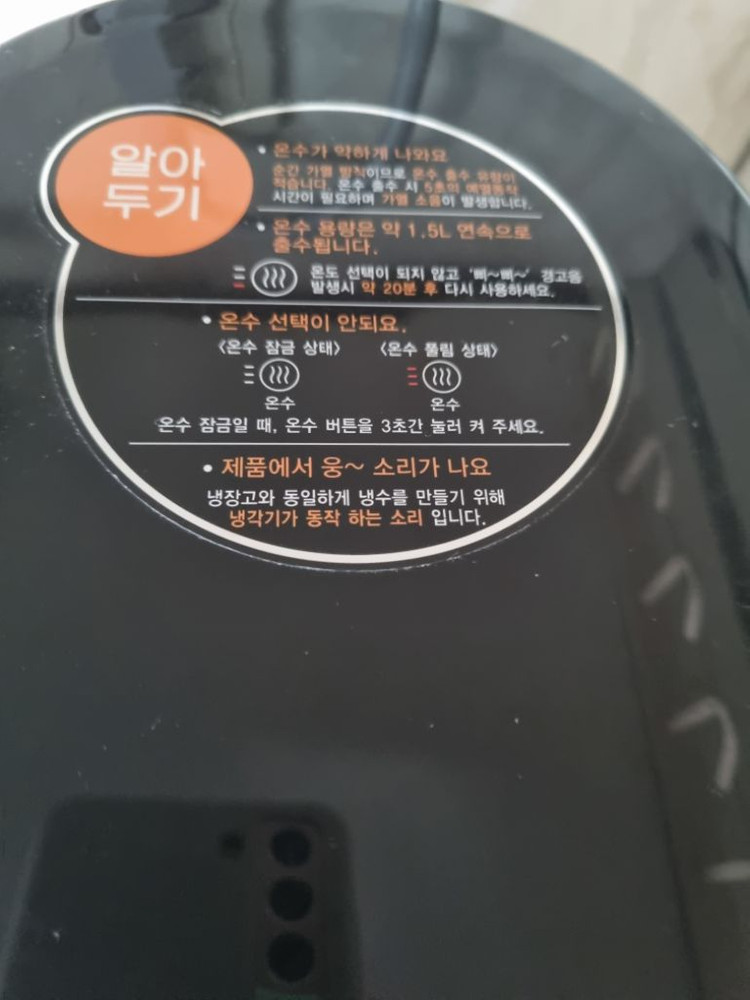 알아
두기
• 온수가 약하게 나와요
순간 가열 방식이므로 온수 출수 유량이
적습니다. 온수 출수 시 5초의 예열동작
시간이 필요하며 가열 소음이 발생합니다.
• 온수 용량은 약 1.5L 연속으로
출수됩니다.
온도 선택이 되지 않고 '삐~삐~' 경고음
발생시 약 20분 후 다시 사용하세요.
• 온수 선택이 안되요.
<온수 잠금 상태> <온수 풀림 상태>
온수 온수
온수 잠금일 때, 온수 버튼을 3초간 눌러 켜 주세요.
• 제품에서 웅~ 소리가 나요
냉장고와 동일하게 냉수를 만들기 위해
냉각기가 동작 하는 소리 입니다.